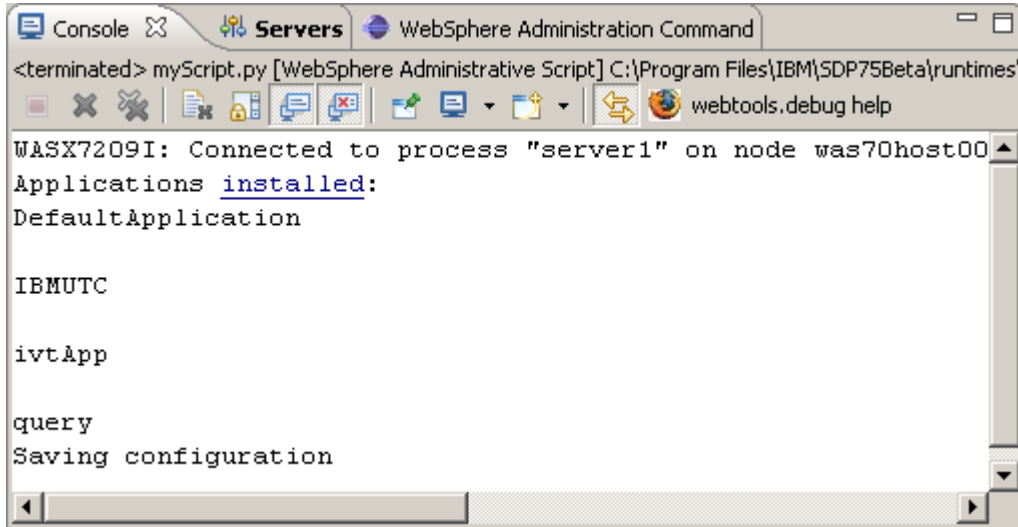 Console Servers WebSphere Administration Command
<terminated> myScript.py [WebSphere Administrative Script] C:\Program Files\IBM\SDP75Beta\runtimes\
webtools.debug help
WASX7209I: Connected to process "server1" on node was70host00
Applications installed:
DefaultApplication
IBMUTC
ivtApp
query
Saving configuration